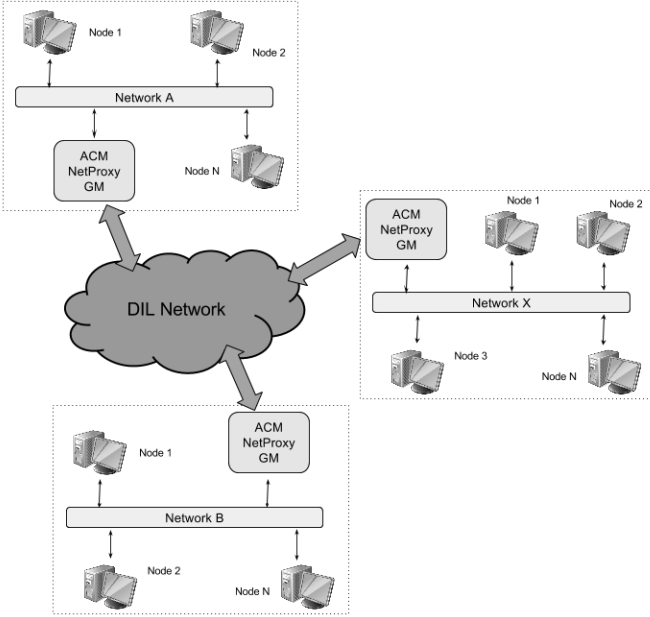 Node 1
Node 2
Network A
ACM
NetProxy
GM
Node N
DIL Network
ACM
NetProxy
GM
Node 1
Node 2
Network X
Node 3
Node N
Node 1
ACM
NetProxy
GM
Network B
Node 2
Node N